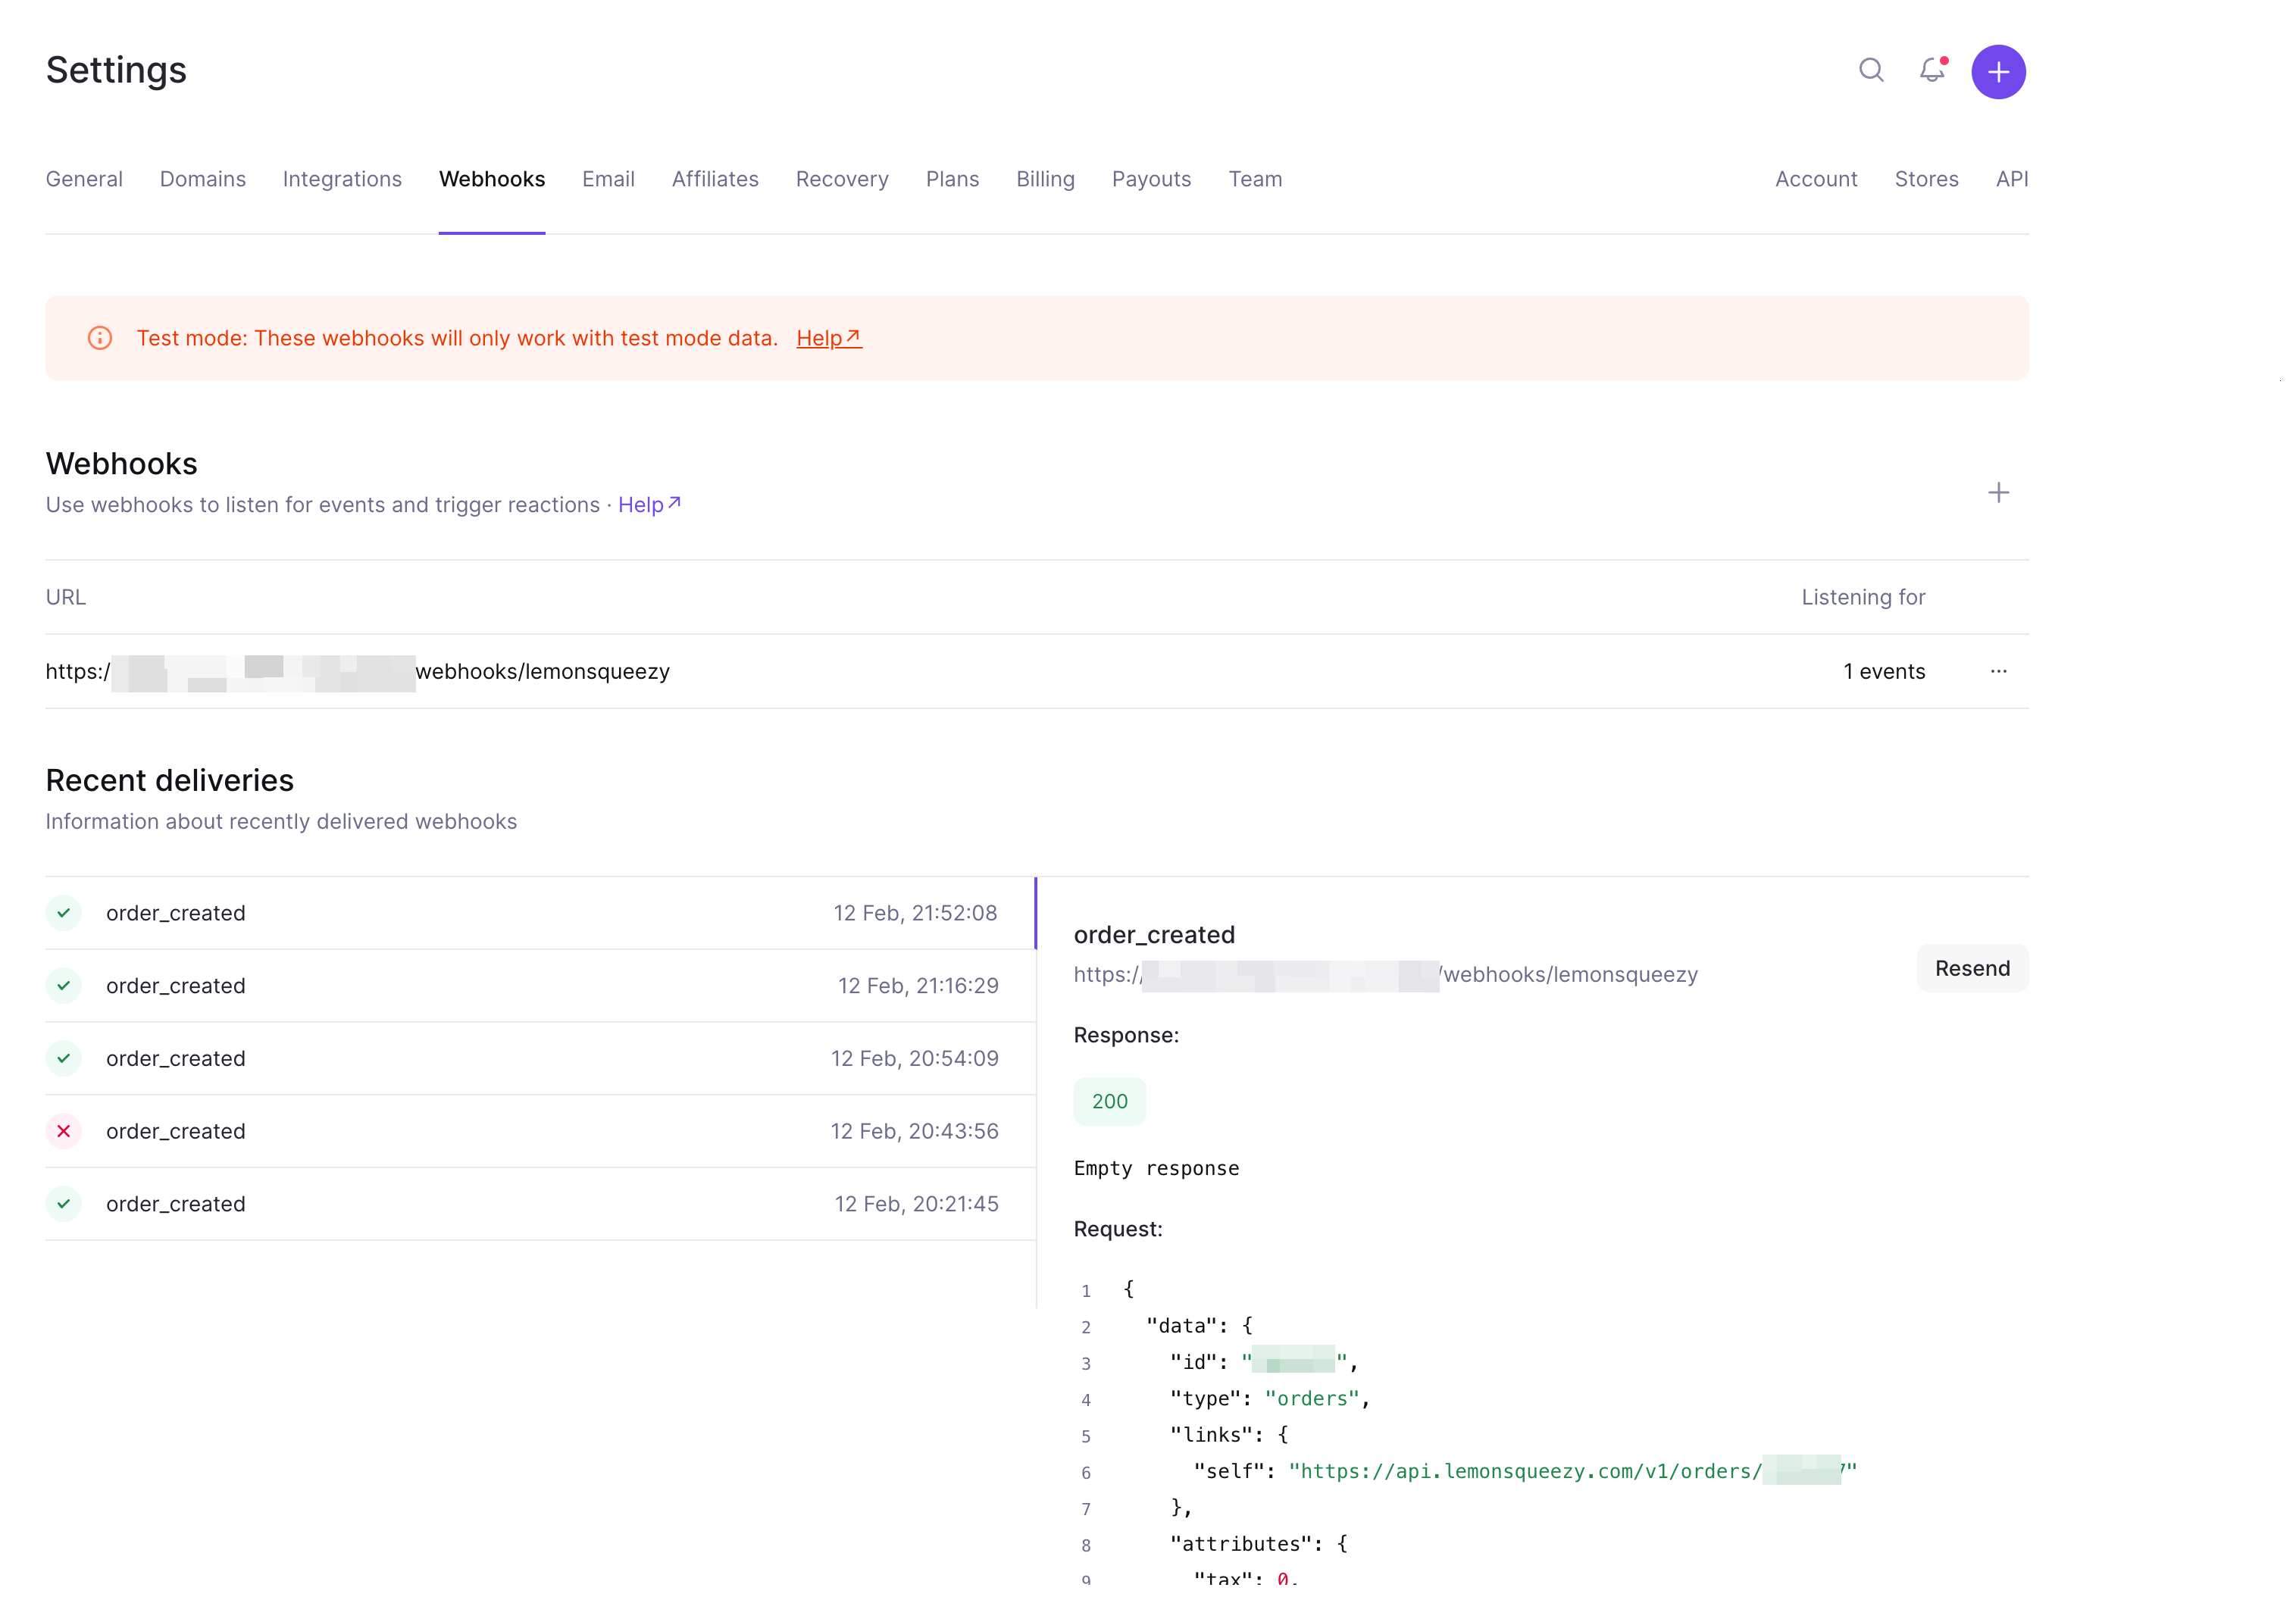 Settings
General Domains Integrations Webhooks Email Affiliates Recovery Plans Billing Payouts Team Account Stores API
Test mode: These webhooks will only work with test mode data. Help↗
Webhooks
Use webhooks to listen for events and trigger reactions · Help↗
URL Listening for
https:/ webhooks/lemonsqueezy 1 events ···
Recent deliveries
Information about recently delivered webhooks
order_created 12 Feb, 21:52:08
order_created 12 Feb, 21:16:29
order_created 12 Feb, 20:54:09
order_created 12 Feb, 20:43:56
order_created 12 Feb, 20:21:45
order_created
https:// /webhooks/lemonsqueezy
Resend
Response:
200
Empty response
Request:
1 {
2 "data": {
3 "id": " ",
4 "type": "orders",
5 "links": {
6 "self": "https://api.lemonsqueezy.com/v1/orders/ 7"
7 },
8 "attributes": {
9 "tax": 0,